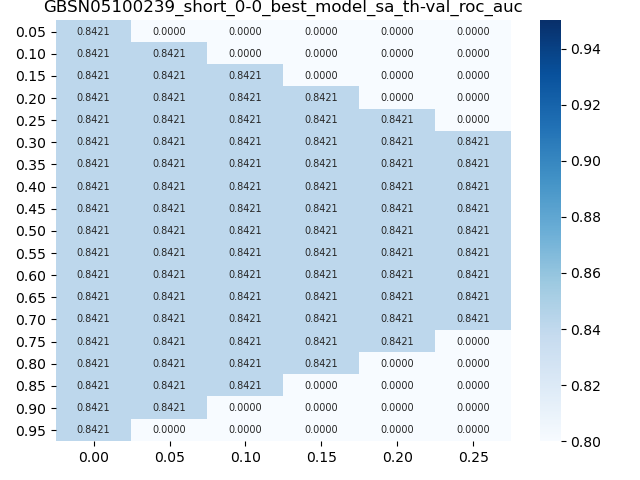 GBSN05100239_short_0-0_best_model_sa_th-val_roc_auc
0.05 0.8421 0.0000 0.0000 0.0000 0.0000 0.0000
0.10 0.8421 0.8421 0.0000 0.0000 0.0000 0.0000
0.15 0.8421 0.8421 0.8421 0.0000 0.0000 0.0000
0.20 0.8421 0.8421 0.8421 0.8421 0.0000 0.0000
0.25 0.8421 0.8421 0.8421 0.8421 0.8421 0.0000
0.30 0.8421 0.8421 0.8421 0.8421 0.8421 0.8421
0.35 0.8421 0.8421 0.8421 0.8421 0.8421 0.8421
0.40 0.8421 0.8421 0.8421 0.8421 0.8421 0.8421
0.45 0.8421 0.8421 0.8421 0.8421 0.8421 0.8421
0.50 0.8421 0.8421 0.8421 0.8421 0.8421 0.8421
0.55 0.8421 0.8421 0.8421 0.8421 0.8421 0.8421
0.60 0.8421 0.8421 0.8421 0.8421 0.8421 0.8421
0.65 0.8421 0.8421 0.8421 0.8421 0.8421 0.8421
0.70 0.8421 0.8421 0.8421 0.8421 0.8421 0.8421
0.75 0.8421 0.8421 0.8421 0.8421 0.8421 0.0000
0.80 0.8421 0.8421 0.8421 0.8421 0.0000 0.0000
0.85 0.8421 0.8421 0.8421 0.0000 0.0000 0.0000
0.90 0.8421 0.8421 0.0000 0.0000 0.0000 0.0000
0.95 0.8421 0.0000 0.0000 0.0000 0.0000 0.0000
0.00 0.05 0.10 0.15 0.20 0.25
0.94
0.92
0.90
0.88
0.86
0.84
0.82
0.80